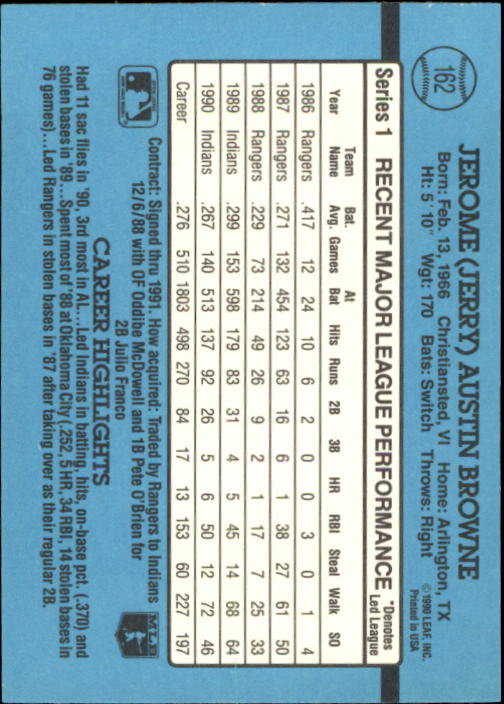 162
JEROME (JERRY) AUSTIN BROWNE
Born: Feb. 13, 1966 Christiansted, VI Home: Arlington, TX
Ht: 5' 10" Wgt: 170 Bats: Switch Throws: Right
© 1990 LEAF, INC.
Printed in USA
Series 1 RECENT MAJOR LEAGUE PERFORMANCE *Denotes Led League
Year Team Name Bat. Avg. Games At Bat Hits Runs 2B 3B HR RBI Steal Walk SO
1986 Rangers .417 12 24 10 6 2 0 0 3 0 1 4
1987 Rangers .271 132 454 123 63 16 6 1 38 27 61 50
1988 Rangers .229 73 214 49 26 9 2 1 17 7 25 33
1989 Indians .299 153 598 179 83 31 4 5 45 14 68 64
1990 Indians .267 140 513 137 92 26 5 6 50 12 72 46
Career .276 510 1803 498 270 84 17 13 153 60 227 197
Contract: Signed thru 1991. How acquired: Traded by Rangers to Indians
12/6/88 with OF Oddibe McDowell and 1B Pete O'Brien for
2B Julio Franco
MLB
CAREER HIGHLIGHTS
Had 11 sac flies in '90, 3rd most in AL...Led Indians in batting, hits, on-base pct. (.370) and
stolen bases in '89...Spent most of '88 at Oklahoma City (.252, 5 HR, 34 RBI, 14 stolen bases in
76 games)...Led Rangers in stolen bases in '87 after taking over as their regular 2B.